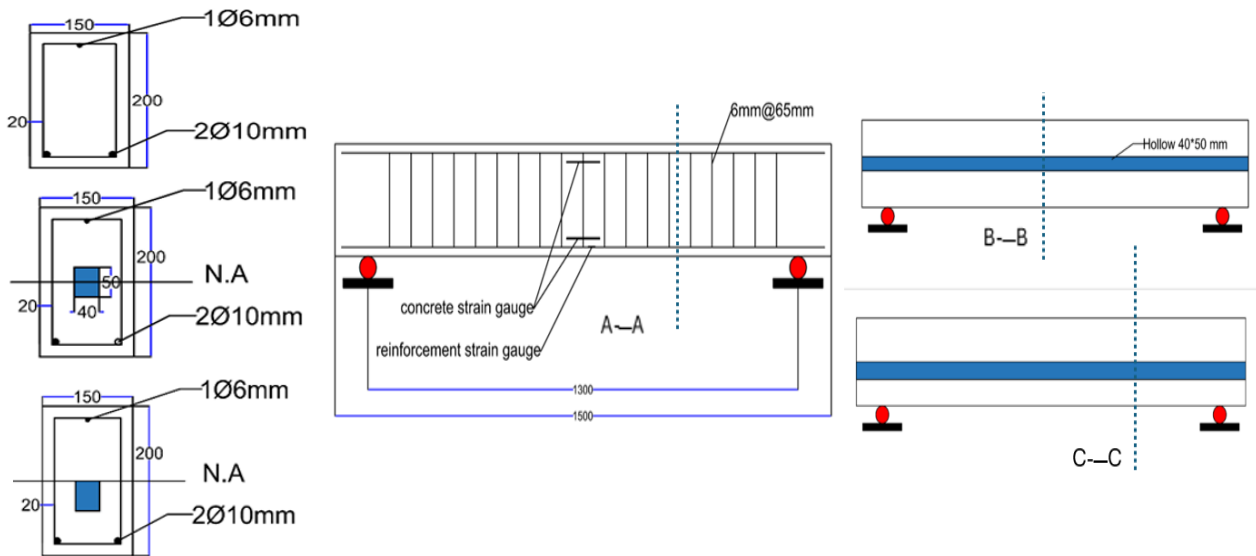 150
1Ø6mm
200
20
2Ø10mm
150
1Ø6mm
200
50
N.A
20
40
2Ø10mm
150
1Ø6mm
200
N.A
20
2Ø10mm
6mm@65mm
concrete strain gauge
A-–A
reinforcement strain gauge
1300
1500
Hollow 40*50 mm
B-–B
C-–C